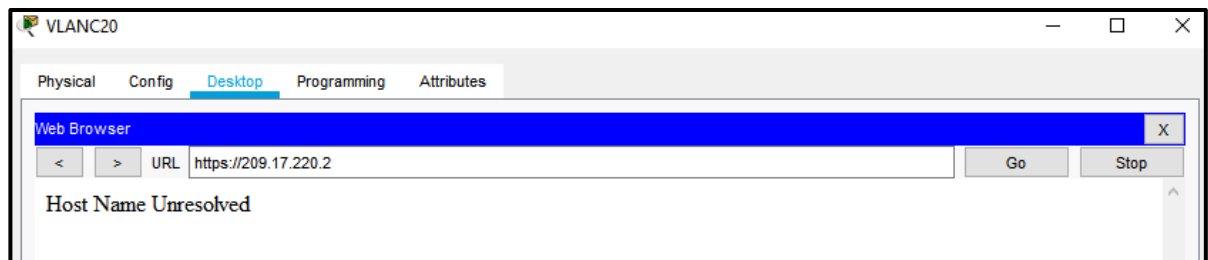 VLANC20
Physical Config Desktop Programming Attributes
Web Browser X
< > URL https://209.17.220.2 Go Stop
Host Name Unresolved